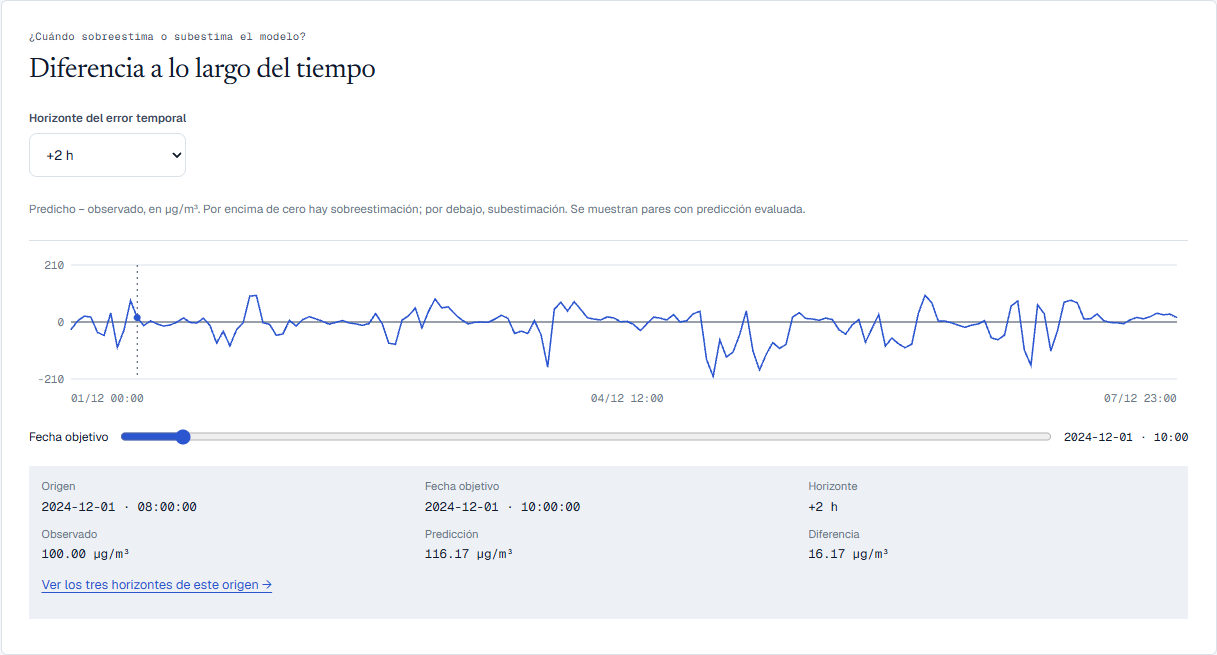 ¿Cuándo sobreestima o subestima el modelo?
Diferencia a lo largo del tiempo
Horizonte del error temporal
+2 h
Predicho – observado, en µg/m³. Por encima de cero hay sobreestimación; por debajo, subestimación. Se muestran pares con predicción evaluada.
210
0
-210
01/12 00:00 04/12 12:00 07/12 23:00
Fecha objetivo 2024-12-01 · 10:00
Origen Fecha objetivo Horizonte
2024-12-01 · 08:00:00 2024-12-01 · 10:00:00 +2 h
Observado Predicción Diferencia
100.00 µg/m³ 116.17 µg/m³ 16.17 µg/m³
Ver los tres horizontes de este origen →